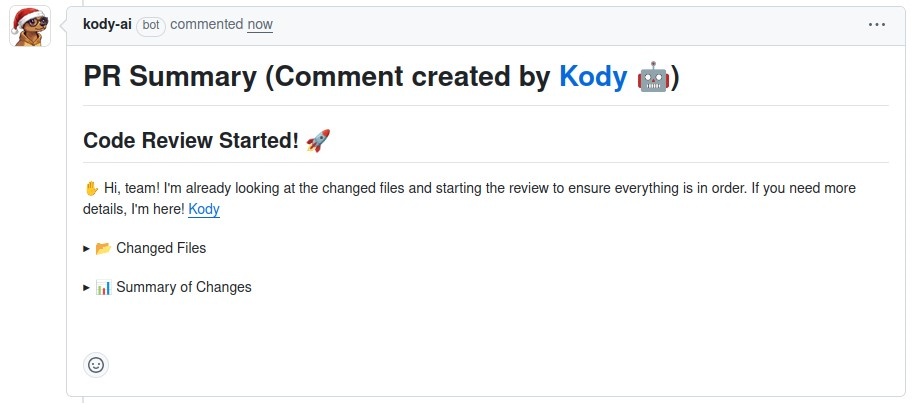 kody-ai bot commented now
PR Summary (Comment created by Kody 🤖)
Code Review Started! 🚀
✋ Hi, team! I'm already looking at the changed files and starting the review to ensure everything is in order. If you need more
details, I'm here! Kody
▸ 📂 Changed Files
▸ 📊 Summary of Changes